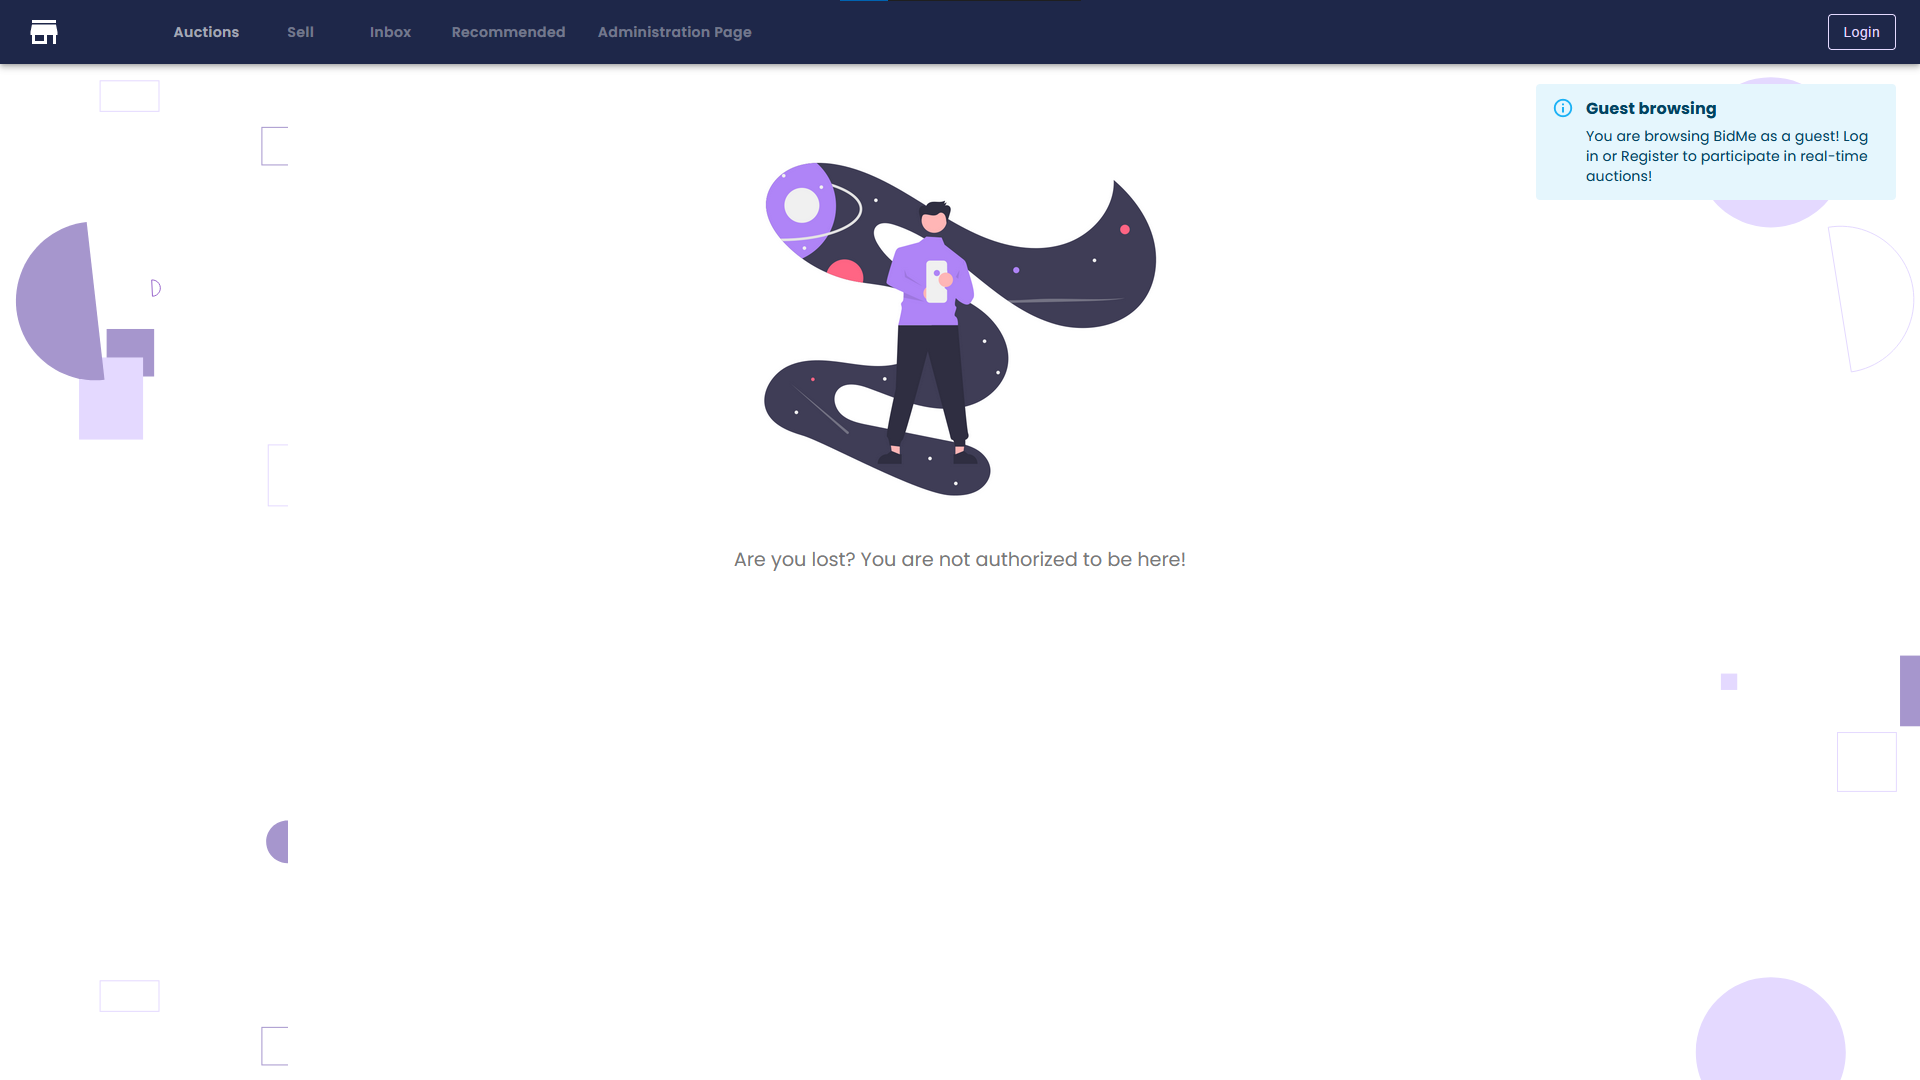 Auctions
Sell
Inbox
Recommended
Administration Page
Login
Guest browsing
You are browsing BidMe as a guest! Log
in or Register to participate in real-time
auctions!
Are you lost? You are not authorized to be here!